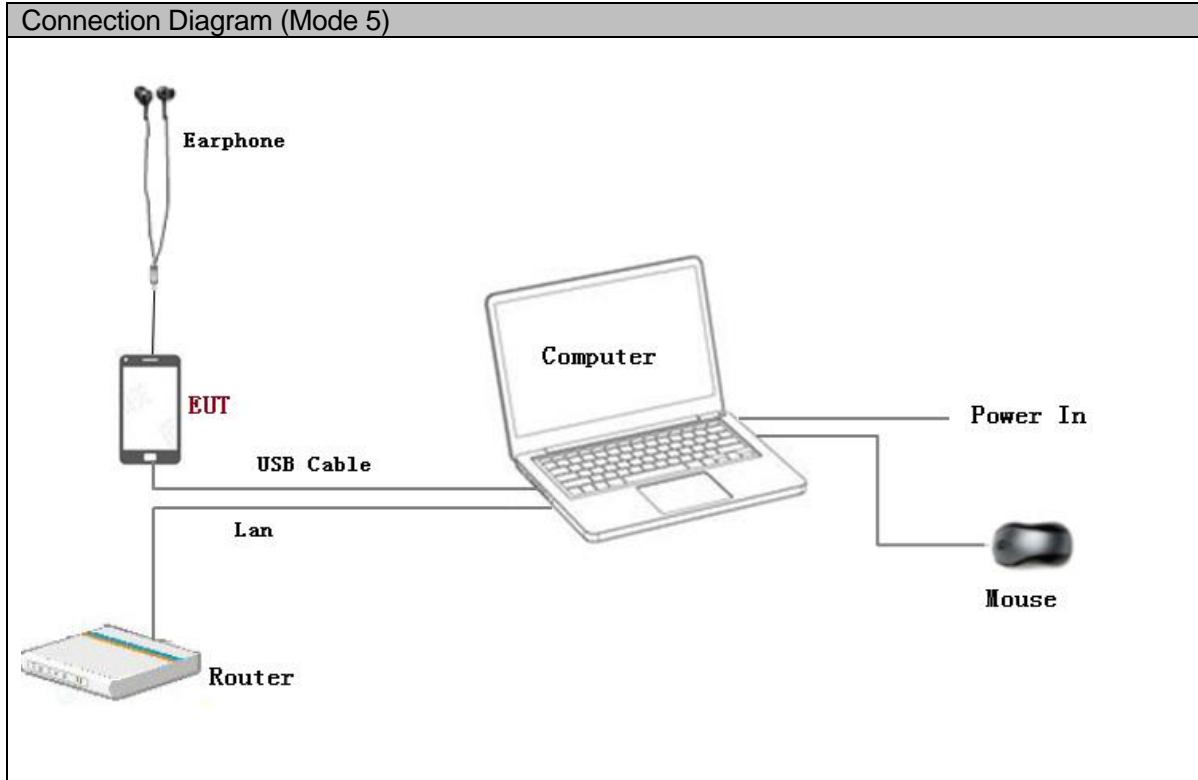 Connection Diagram (Mode 5)
Earphone
Computer
EUT
Power In
USB Cable
Lan
Mouse
Router